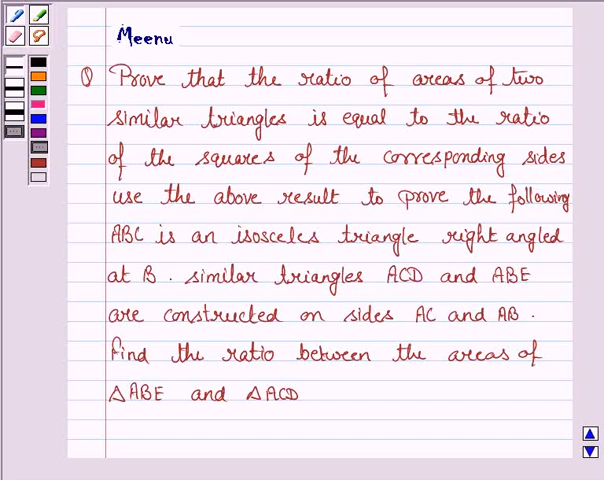 Meenu
Q Prove that the ratio of areas of two
similar triangles is equal to the ratio
of the squares of the corresponding sides
use the above result to prove the following
ABC is an isosceles triangle right angled
at B. similar triangles ACD and ABE
are constructed on sides AC and AB.
find the ratio between the areas of
△ABE and △ACD